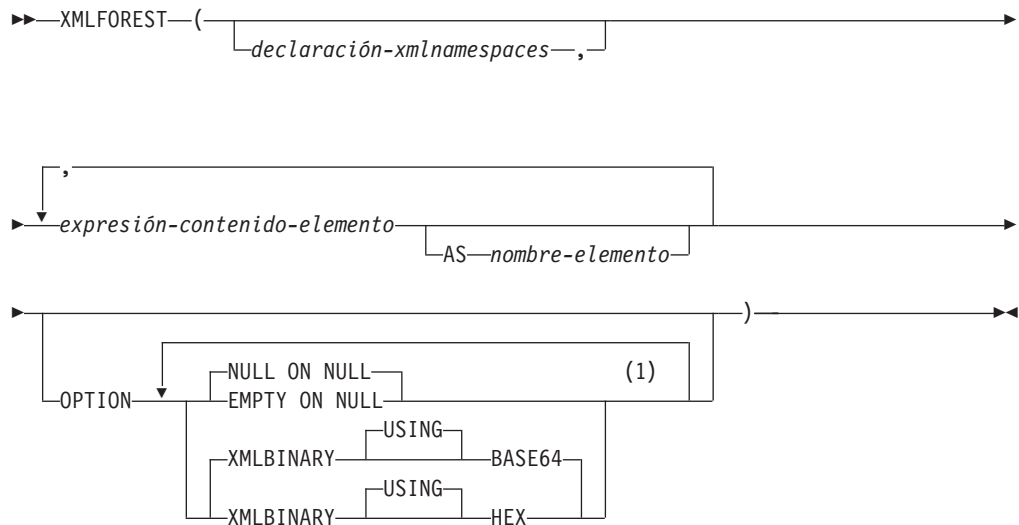 XMLFOREST (
declaración-xmlnamespaces ,
,
expresión-contenido-elemento
AS nombre-elemento
)
OPTION
NULL ON NULL (1)
EMPTY ON NULL
USING
XMLBINARY BASE64
USING
XMLBINARY HEX